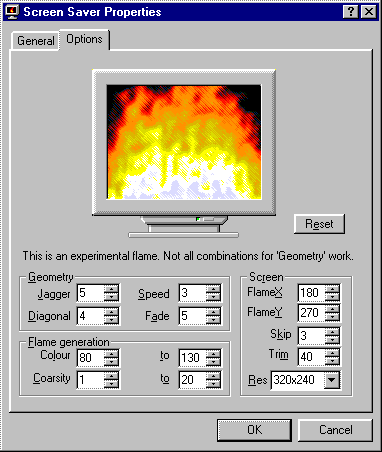 Screen Saver Properties
General Options
Reset
This is an experimental flame. Not all combinations for 'Geometry' work.
Geometry
Jagger 5 Speed 3
Diagonal 4 Fade 5
Flame generation
Colour 80 to 130
Coarsity 1 to 20
Screen
FlameX 180
FlameY 270
Skip 3
Trim 40
Res 320x240
OK Cancel